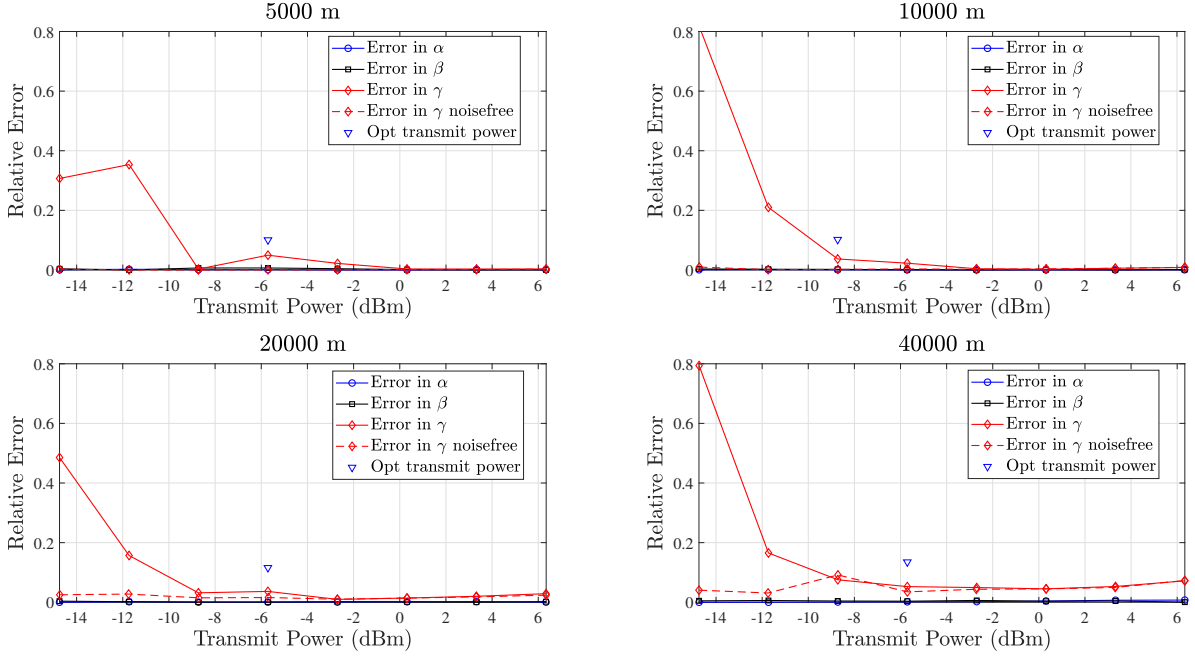 5000 m
0.8
0.6
0.4
0.2
0
Relative Error
Error in α
Error in β
Error in γ
Error in γ noisefree
Opt transmit power
-14 -12 -10 -8 -6 -4 -2 0 2 4 6
Transmit Power (dBm)
10000 m
0.8
0.6
0.4
0.2
0
Relative Error
Error in α
Error in β
Error in γ
Error in γ noisefree
Opt transmit power
-14 -12 -10 -8 -6 -4 -2 0 2 4 6
Transmit Power (dBm)
20000 m
0.8
0.6
0.4
0.2
0
Relative Error
Error in α
Error in β
Error in γ
Error in γ noisefree
Opt transmit power
-14 -12 -10 -8 -6 -4 -2 0 2 4 6
Transmit Power (dBm)
40000 m
0.8
0.6
0.4
0.2
0
Relative Error
Error in α
Error in β
Error in γ
Error in γ noisefree
Opt transmit power
-14 -12 -10 -8 -6 -4 -2 0 2 4 6
Transmit Power (dBm)